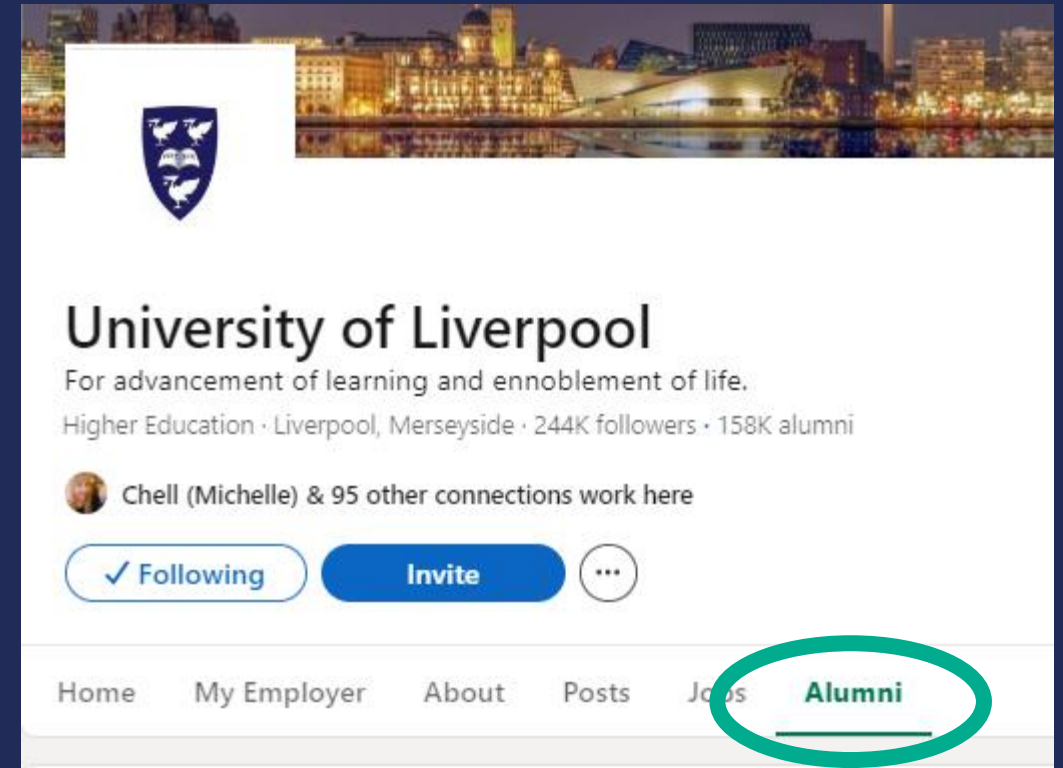 University of Liverpool
For advancement of learning and ennoblement of life.
Higher Education · Liverpool, Merseyside · 244K followers · 158K alumni
Chell (Michelle) & 95 other connections work here
✓ Following Invite ···
Home My Employer About Posts Jobs Alumni